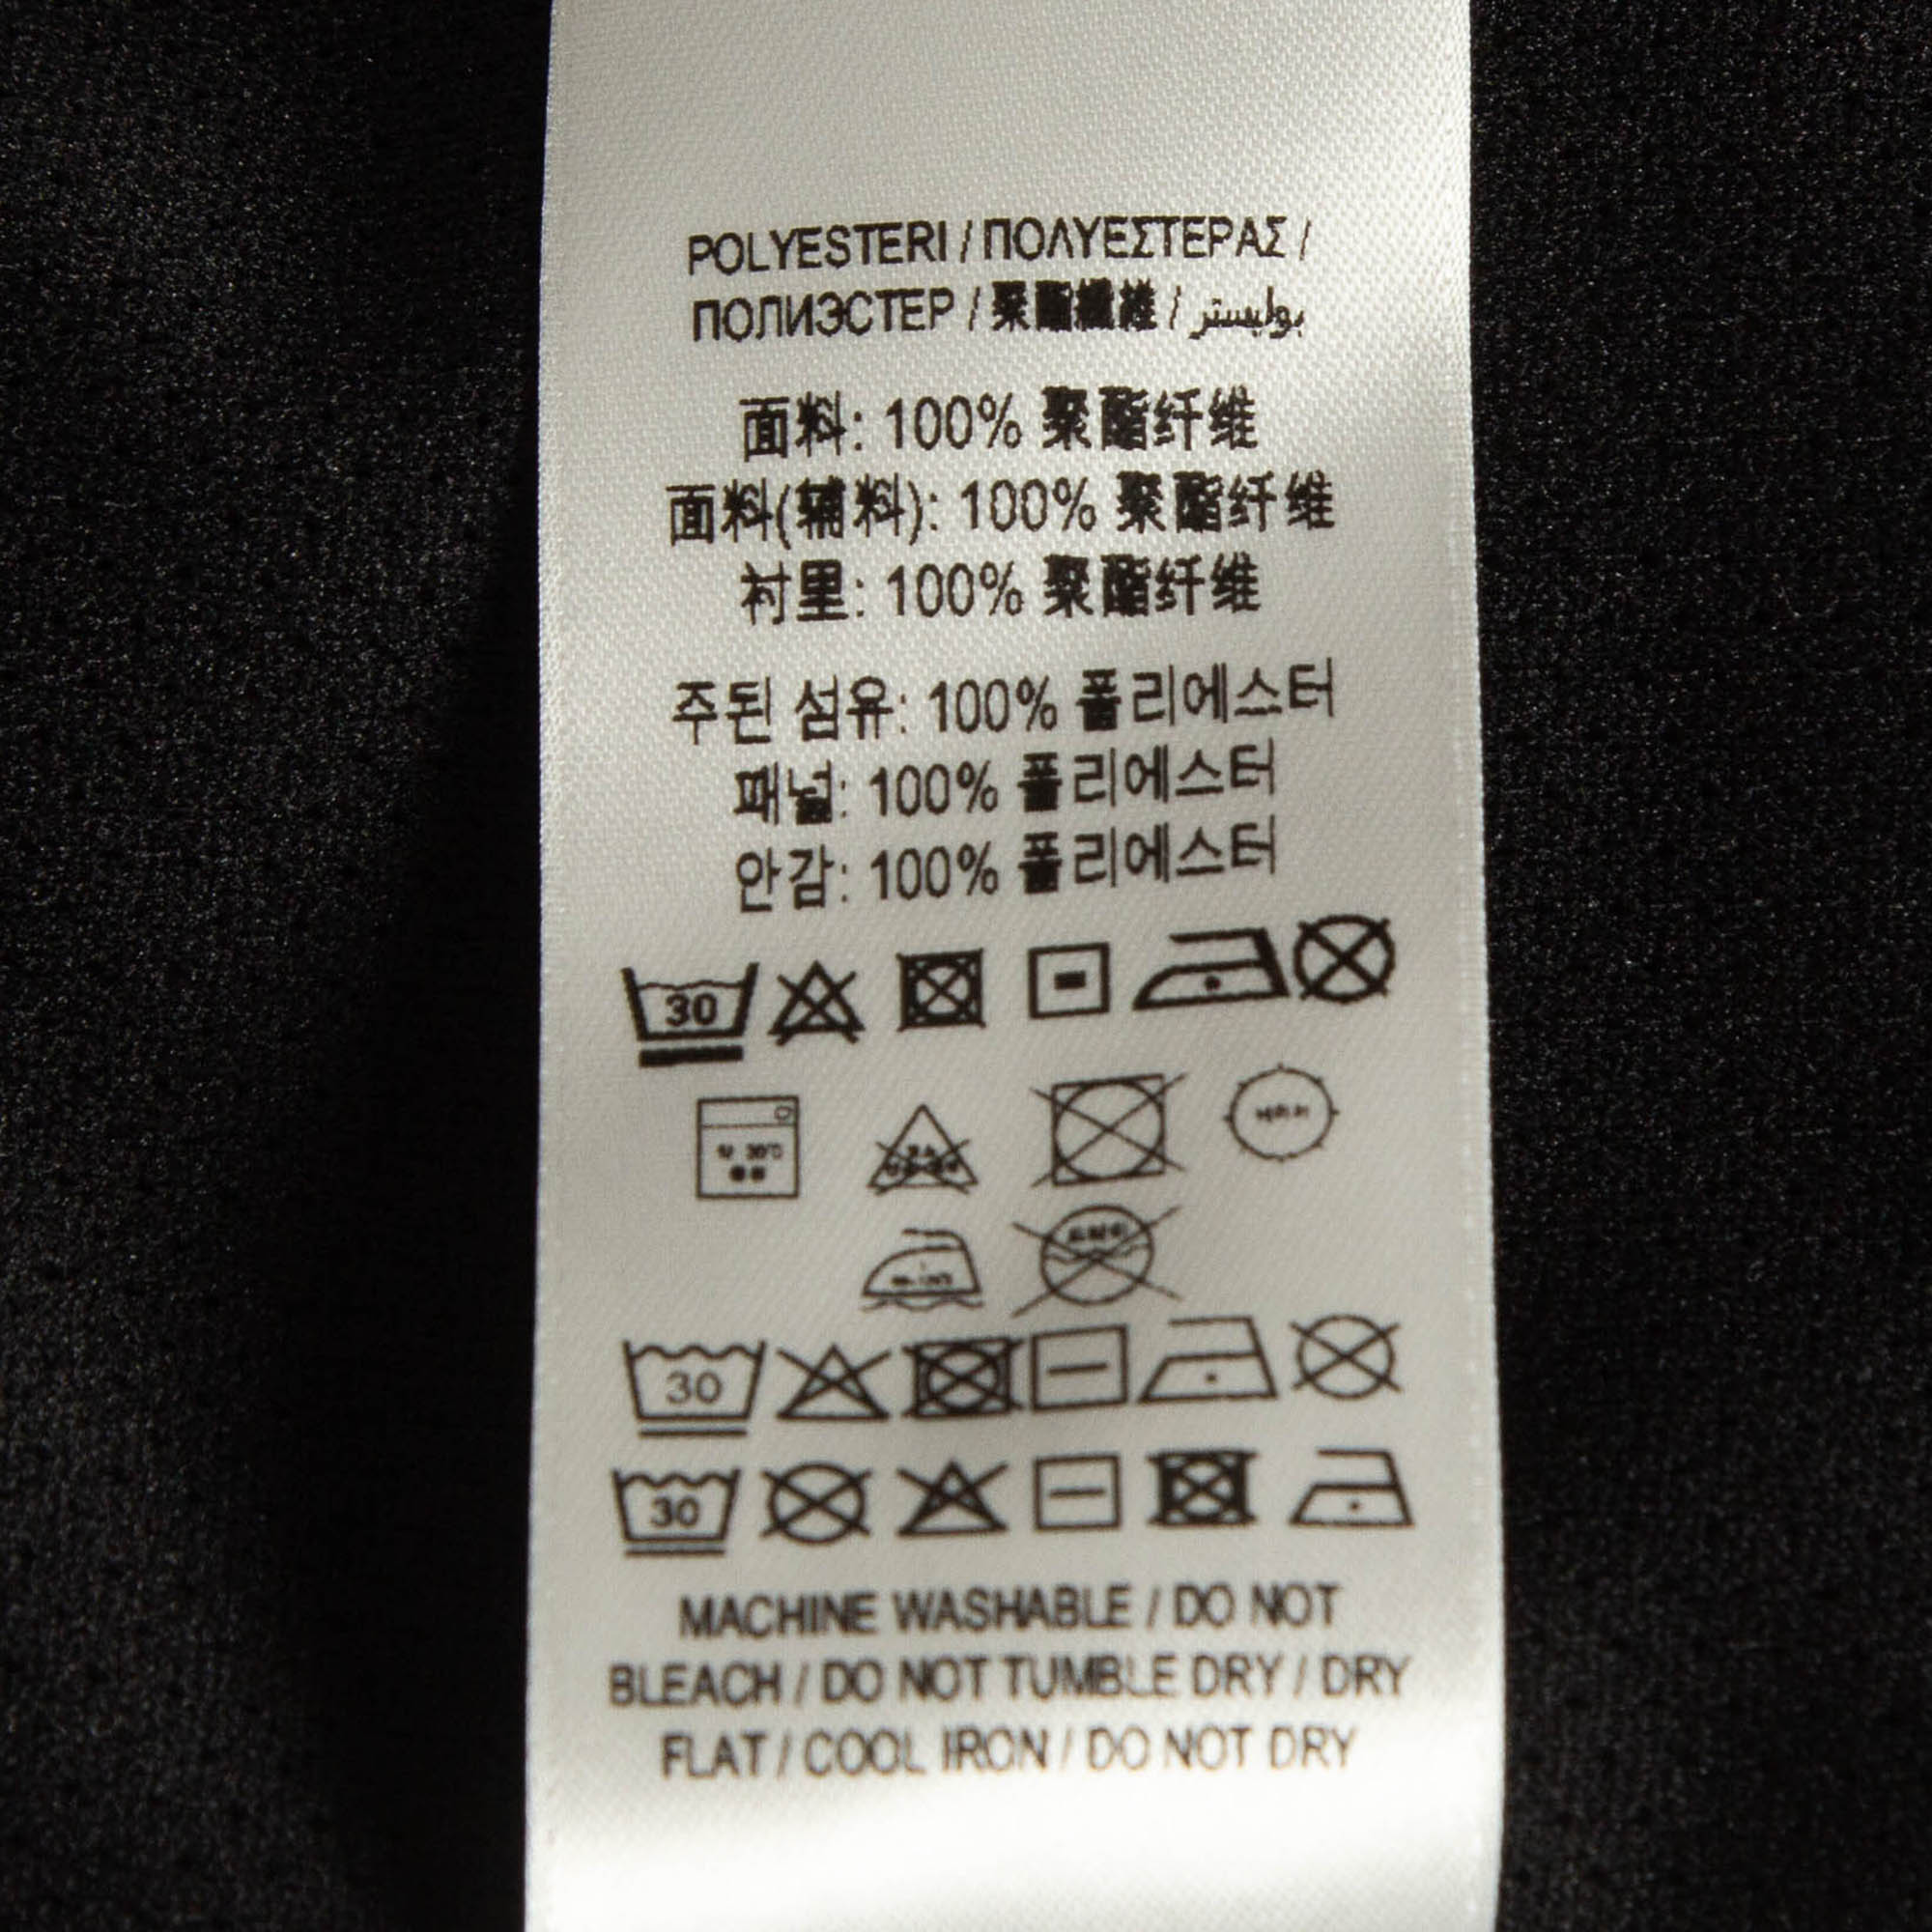 POLYESTERI / ΠΟΛΥΕΣΤΕΡΑΣ /
ПОЛИЭСТЕР / 聚酯纖維 / بوليستر
面料: 100% 聚酯纤维
面料(辅料): 100% 聚酯纤维
衬里: 100% 聚酯纤维
주된 섬유: 100% 폴리에스터
패널: 100% 폴리에스터
안감: 100% 폴리에스터
30
30
30
MACHINE WASHABLE / DO NOT
BLEACH / DO NOT TUMBLE DRY / DRY
FLAT / COOL IRON / DO NOT DRY